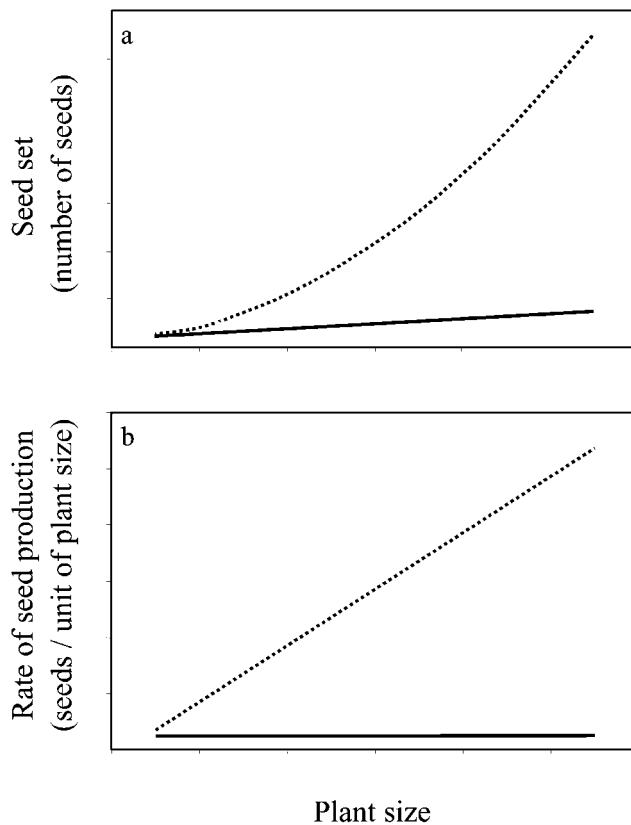 a
Seed set
(number of seeds)
b
Rate of seed production
(seeds / unit of plant size)
Plant size